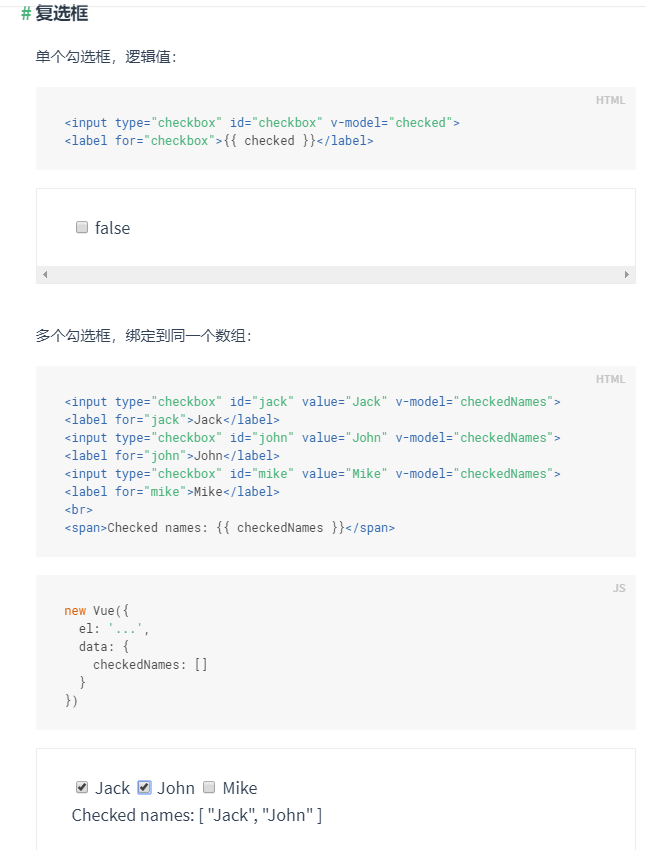 # 复选框
单个勾选框，逻辑值：
HTML
<input type="checkbox" id="checkbox" v-model="checked">
<label for="checkbox">{{ checked }}</label>
false
多个勾选框，绑定到同一个数组：
HTML
<input type="checkbox" id="jack" value="Jack" v-model="checkedNames">
<label for="jack">Jack</label>
<input type="checkbox" id="john" value="John" v-model="checkedNames">
<label for="john">John</label>
<input type="checkbox" id="mike" value="Mike" v-model="checkedNames">
<label for="mike">Mike</label>
<br>
<span>Checked names: {{ checkedNames }}</span>
JS
new Vue({
  el: '...',
  data: {
    checkedNames: []
  }
})
Jack John Mike
Checked names: [ "Jack", "John" ]